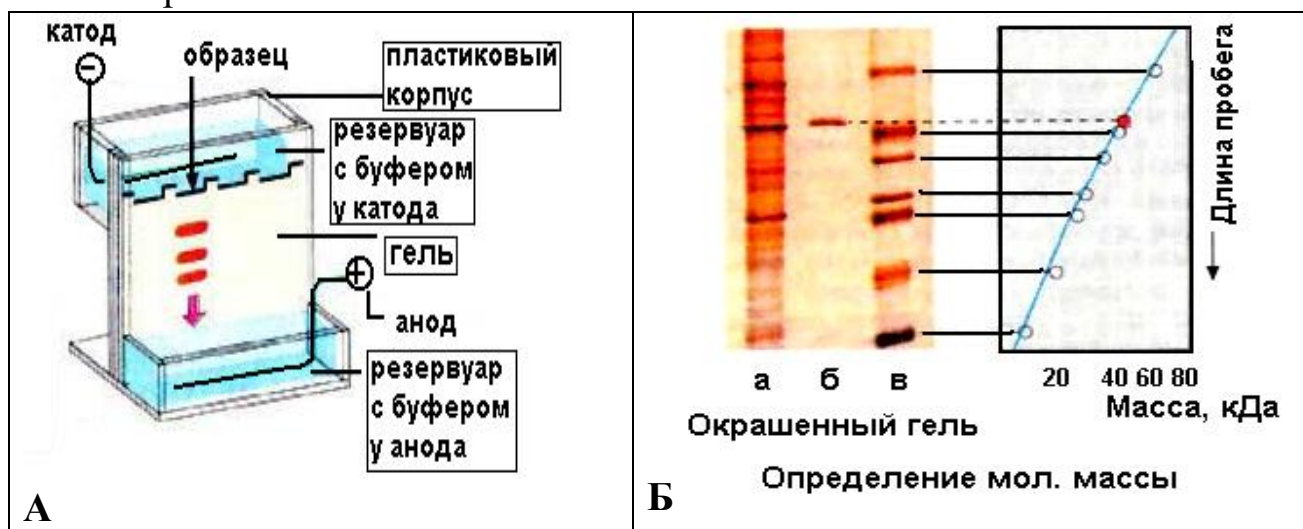 катод
−
образец
пластиковый
корпус
резервуар
с буфером
у катода
гель
+
анод
резервуар
с буфером
у анода
А
Длина пробега
а б в
20 40 60 80
Масса, кДа
Окрашенный гель
Определение мол. массы
Б